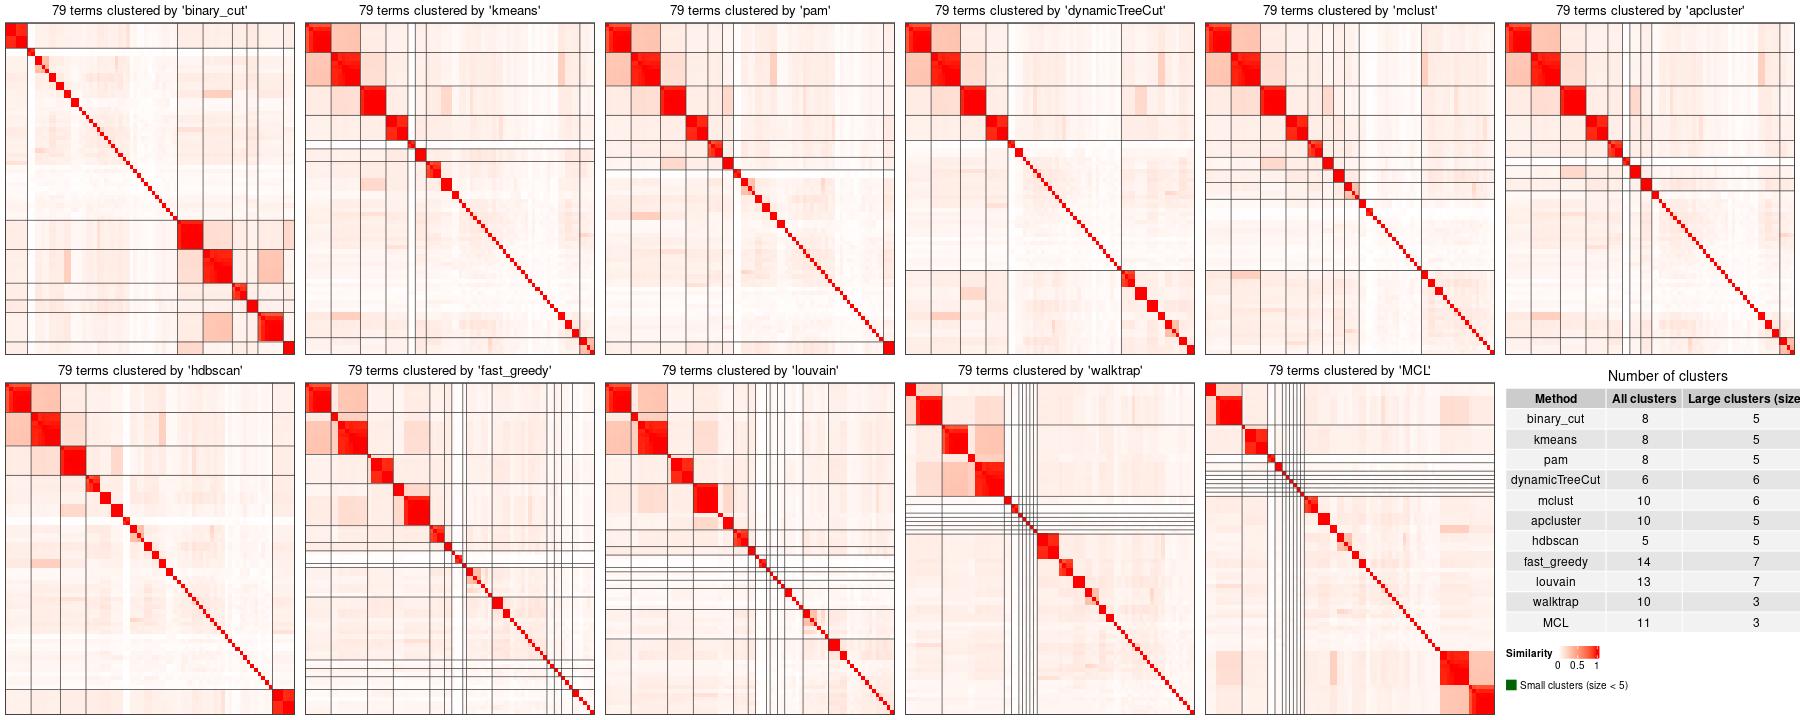 79 terms clustered by 'binary_cut'
79 terms clustered by 'kmeans'
79 terms clustered by 'pam'
79 terms clustered by 'dynamicTreeCut'
79 terms clustered by 'mclust'
79 terms clustered by 'apcluster'
79 terms clustered by 'hdbscan'
79 terms clustered by 'fast_greedy'
79 terms clustered by 'louvain'
79 terms clustered by 'walktrap'
79 terms clustered by 'MCL'
Number of clusters
Method All clusters Large clusters (size
binary_cut 8 5
kmeans 8 5
pam 8 5
dynamicTreeCut 6 6
mclust 10 6
apcluster 10 5
hdbscan 5 5
fast_greedy 14 7
louvain 13 7
walktrap 10 3
MCL 11 3
Similarity
0 0.5 1
Small clusters (size < 5)